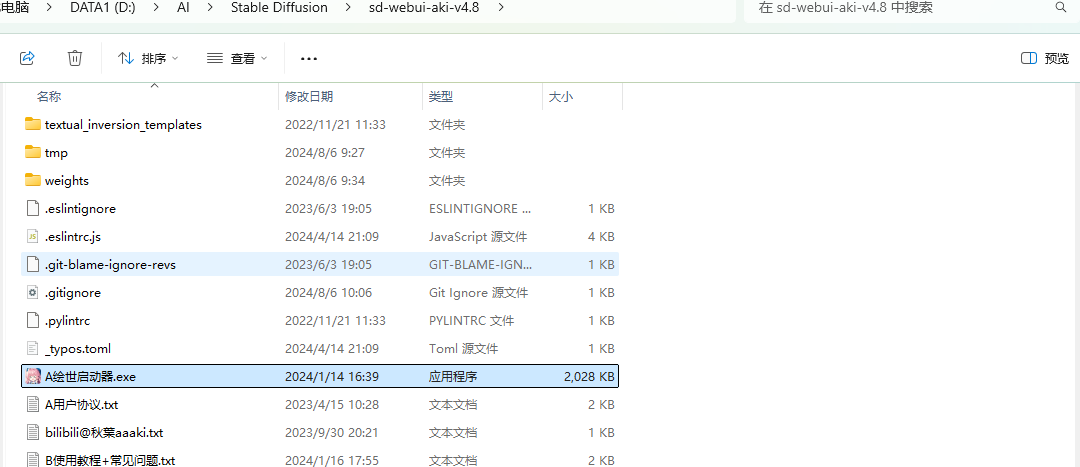 电脑 > DATA1 (D:) > AI > Stable Diffusion > sd-webui-aki-v4.8 > 在 sd-webui-aki-v4.8 中搜索
排序 查看 ... 预览
名称 修改日期 类型 大小
textual_inversion_templates 2022/11/21 11:33 文件夹
tmp 2024/8/6 9:27 文件夹
weights 2024/8/6 9:34 文件夹
.eslintignore 2023/6/3 19:05 ESLINTIGNORE ... 1 KB
.eslintrc.js 2024/4/14 21:09 JavaScript 源文件 4 KB
.git-blame-ignore-revs 2023/6/3 19:05 GIT-BLAME-IGN... 1 KB
.gitignore 2024/8/6 10:06 Git Ignore 源文件 1 KB
.pylintrc 2022/11/21 11:33 PYLINTRC 文件 1 KB
_typos.toml 2024/4/14 21:09 Toml 源文件 1 KB
A绘世启动器.exe 2024/1/14 16:39 应用程序 2,028 KB
A用户协议.txt 2023/4/15 10:28 文本文档 2 KB
bilibili@秋葉aaaki.txt 2023/9/30 20:21 文本文档 1 KB
B使用教程+常见问题.txt 2024/1/16 17:55 文本文档 2 KB